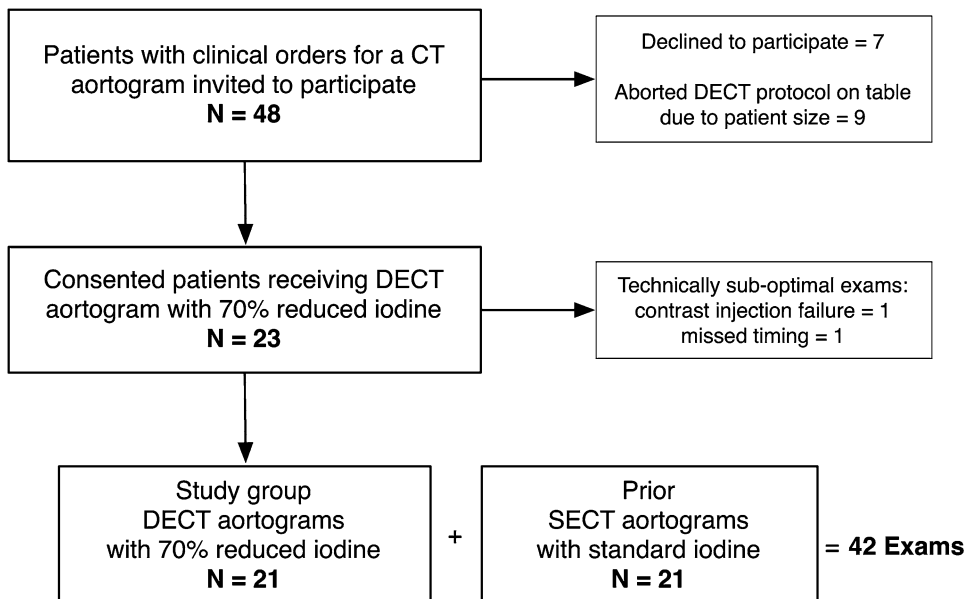 Patients with clinical orders for a CT
aortogram invited to participate
N = 48
Declined to participate = 7
Aborted DECT protocol on table
due to patient size = 9
Consented patients receiving DECT
aortogram with 70% reduced iodine
N = 23
Technically sub-optimal exams:
contrast injection failure = 1
missed timing = 1
Study group
DECT aortograms
with 70% reduced iodine
N = 21
+
Prior
SECT aortograms
with standard iodine
N = 21
= 42 Exams